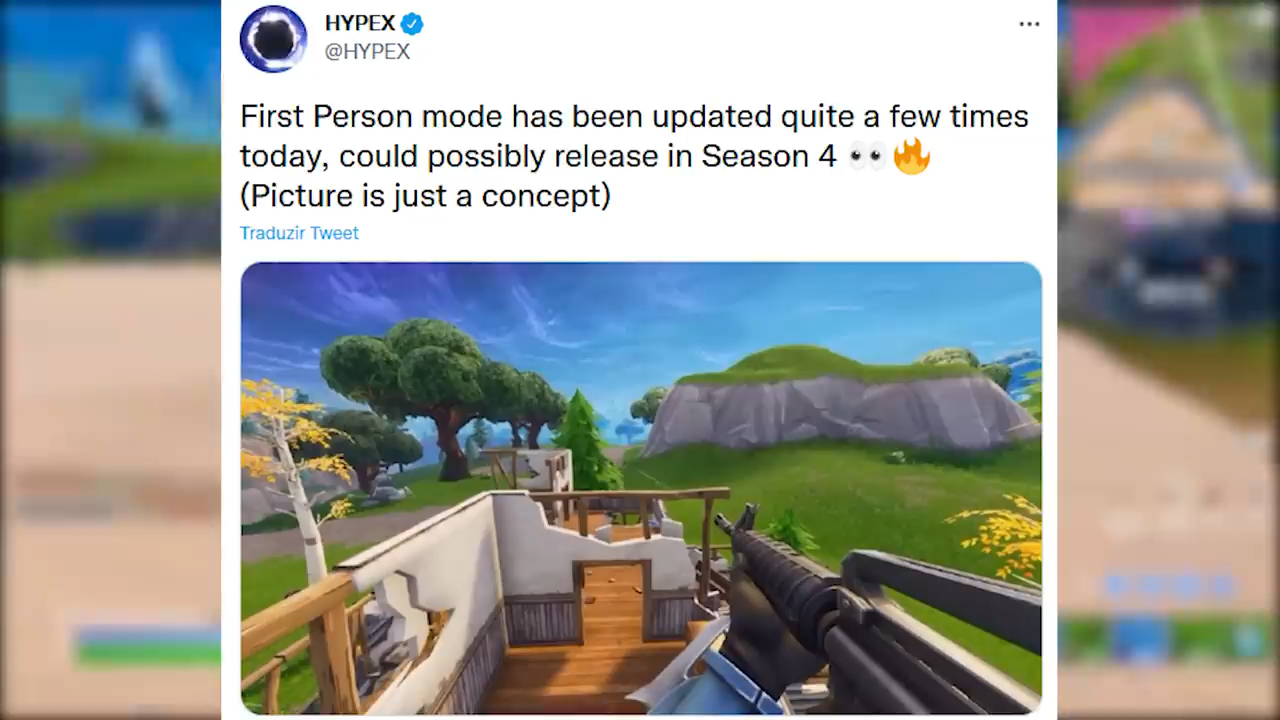 HYPEX
@HYPEX
First Person mode has been updated quite a few times
today, could possibly release in Season 4 👀🔥
(Picture is just a concept)
Traduzir Tweet